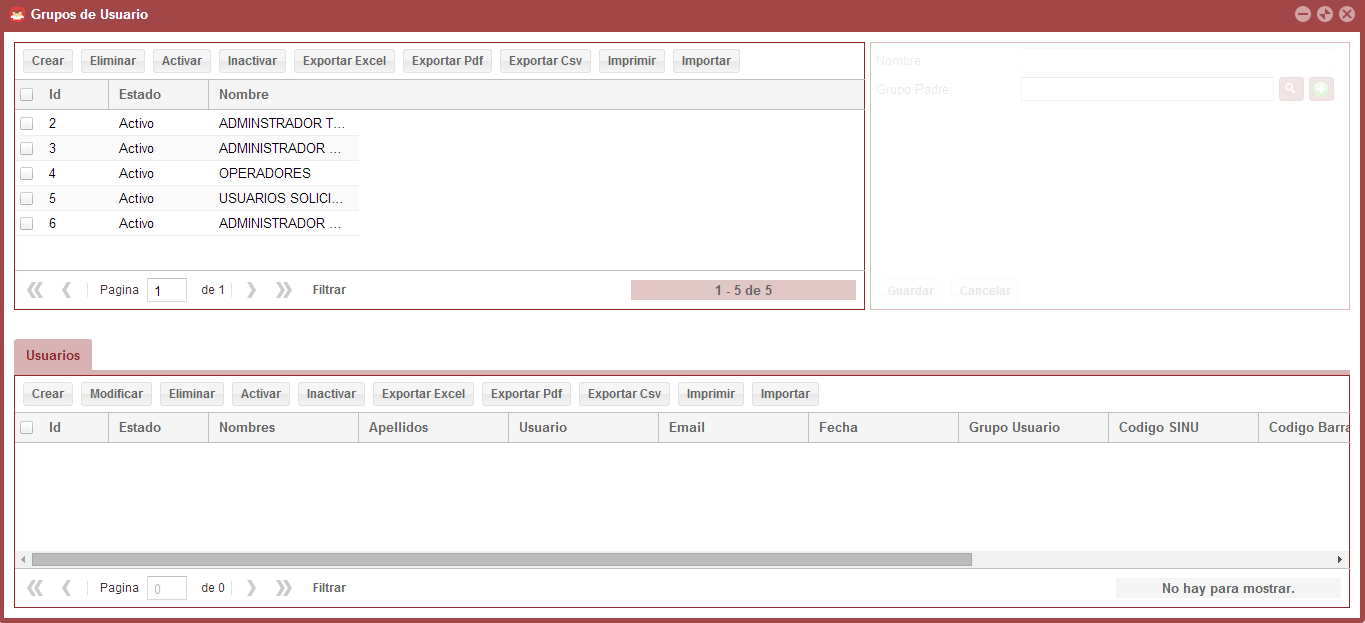 Grupos de Usuario
Crear Eliminar Activar Inactivar Exportar Excel Exportar Pdf Exportar Csv Imprimir Importar
Id Estado Nombre
2 Activo ADMINSTRADOR T...
3 Activo ADMINISTRADOR ...
4 Activo OPERADORES
5 Activo USUARIOS SOLICI...
6 Activo ADMINISTRADOR ...
Pagina 1 de 1 Filtrar 1 - 5 de 5
Nombre:
Grupo Padre:
Guardar Cancelar
Usuarios
Crear Modificar Eliminar Activar Inactivar Exportar Excel Exportar Pdf Exportar Csv Imprimir Importar
Id Estado Nombres Apellidos Usuario Email Fecha Grupo Usuario Codigo SINU Codigo Barra
Pagina 0 de 0 Filtrar No hay para mostrar.